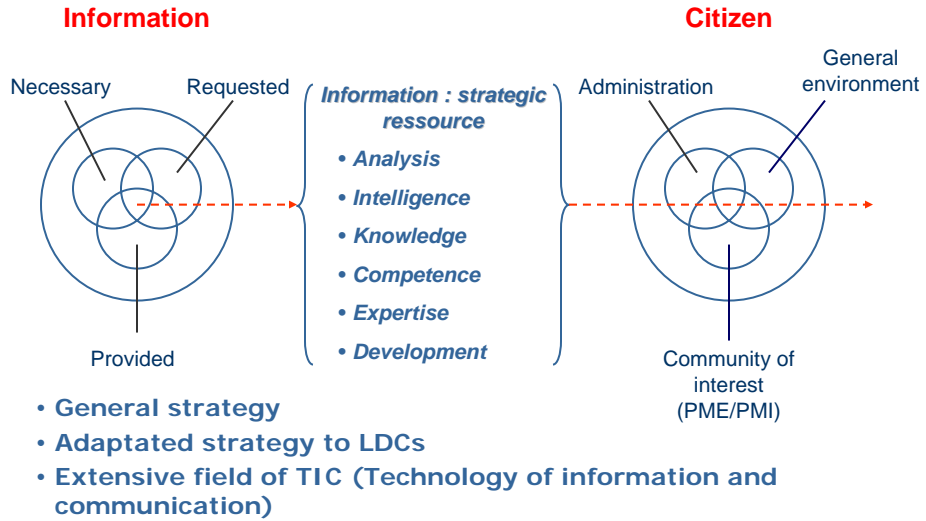 Information
Citizen
Necessary
Requested
Provided
Information : strategic
ressource
• Analysis
• Intelligence
• Knowledge
• Competence
• Expertise
• Development
Administration
General
environment
Community of
interest
(PME/PMI)
• General strategy
• Adaptated strategy to LDCs
• Extensive field of TIC (Technology of information and
communication)